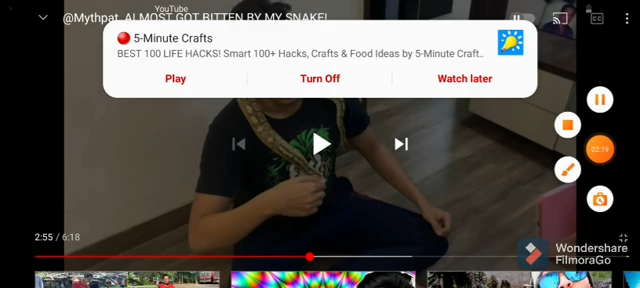 YouTube
@Mythpat ALMOST GOT BITTEN BY MY SNAKE!
5-Minute Crafts
BEST 100 LIFE HACKS! Smart 100+ Hacks, Crafts & Food Ideas by 5-Minute Craft..
Play
Turn Off
Watch later
02:19
2:55 / 6:18
Wondershare
FilmoraGo